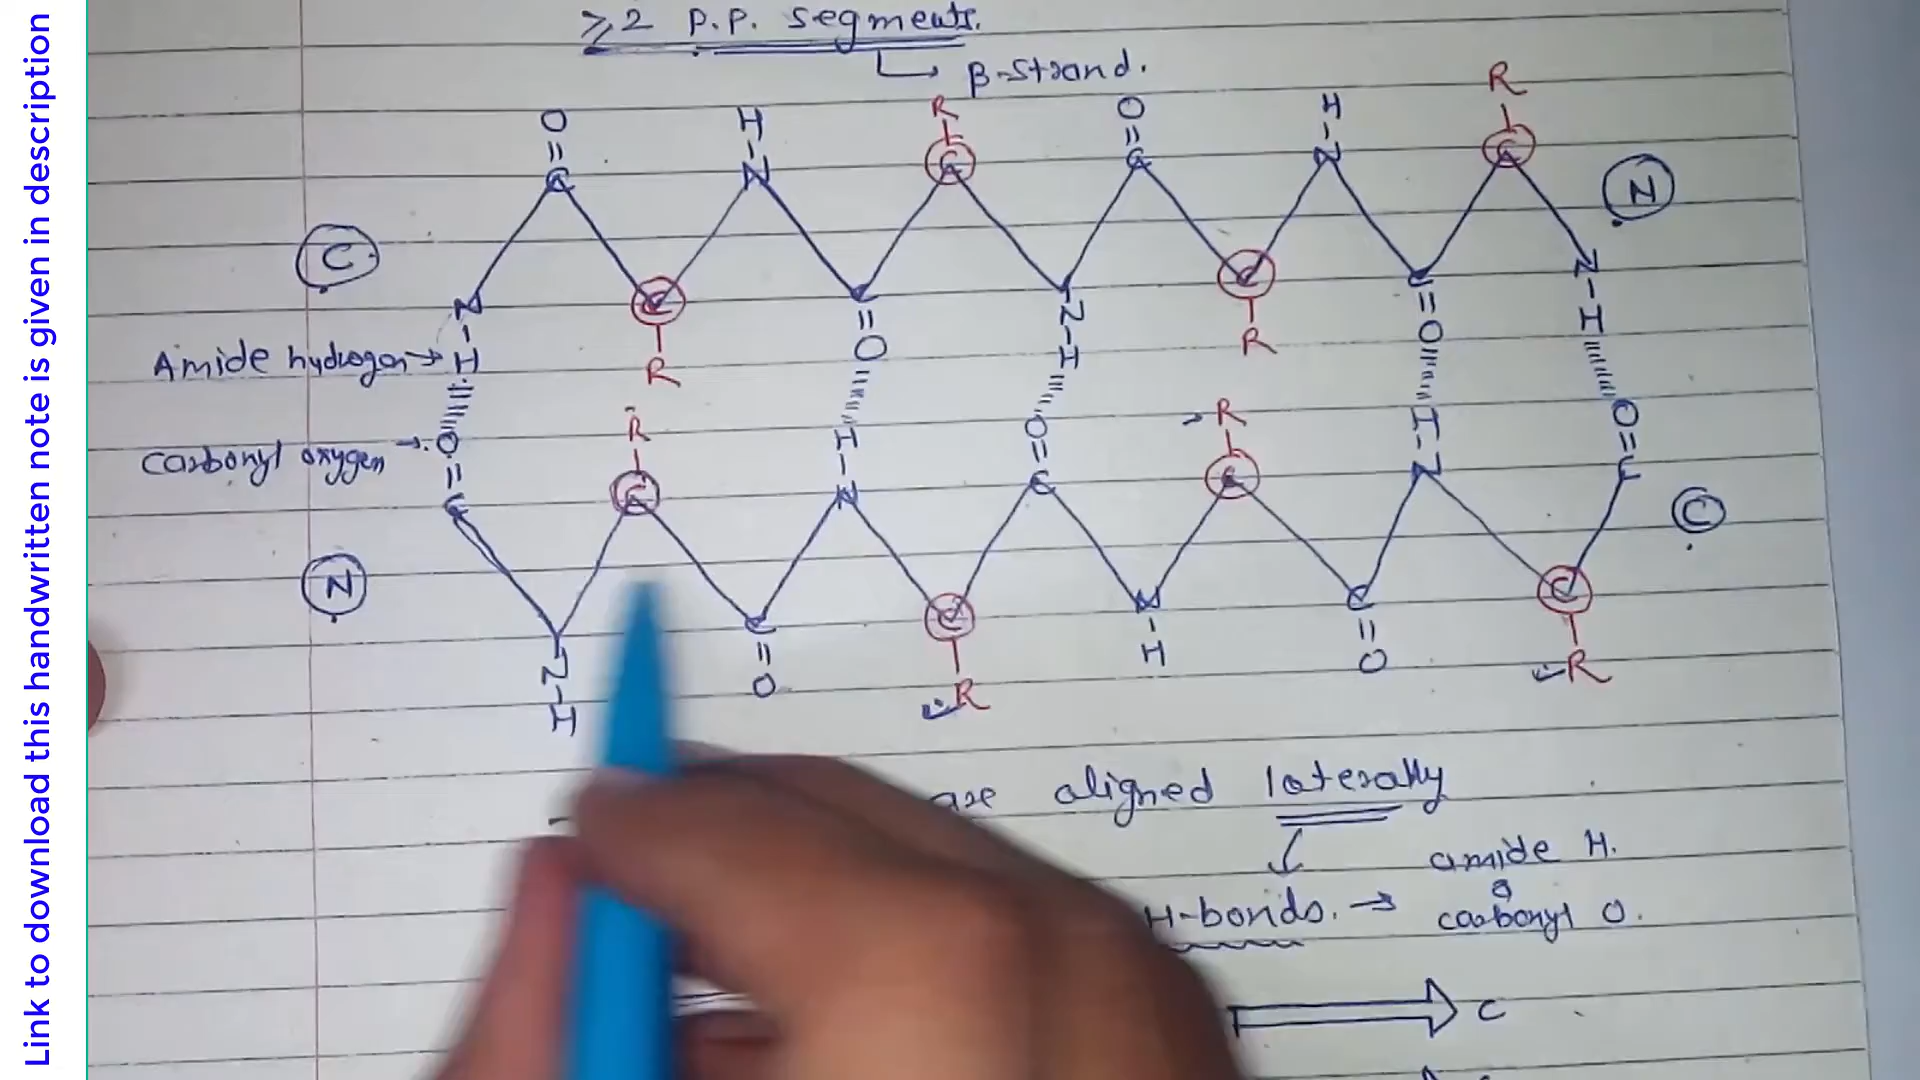 Link to download this handwritten note is given in description
≥2 P.P. segments.
β-strand.
O H R O H R
C N C C N C
C N
N C C N C C N
Amide hydrogen → H R O H R O H
carbonyl oxygen → O R H O R H O
C C N C C N C
N C
N C C N C C
H O R H O R
are aligned laterally
amide H.
H-bonds. → carbonyl O.
C